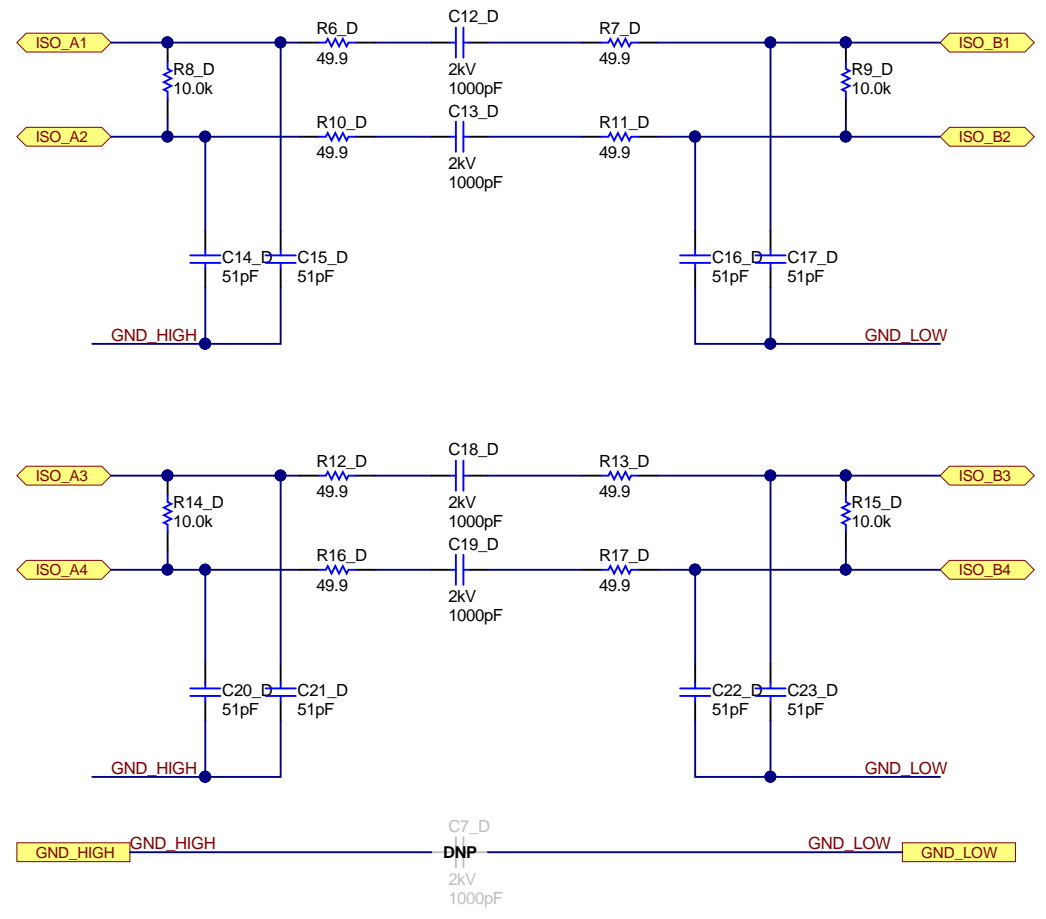 C12_D
R6_D
R7_D
ISO_A1
ISO_B1
49.9
2kV
49.9
R8_D
R9_D
10.0k
1000pF
10.0k
C13_D
R10_D
R11_D
ISO_A2
ISO_B2
49.9
2kV
49.9
1000pF
C14_D
C15_D
C16_D
C17_D
51pF
51pF
51pF
51pF
GND_HIGH
GND_LOW
C18_D
R12_D
R13_D
ISO_A3
ISO_B3
49.9
2kV
49.9
R14_D
R15_D
10.0k
1000pF
10.0k
C19_D
R16_D
R17_D
ISO_A4
ISO_B4
49.9
2kV
49.9
1000pF
C20_D
C21_D
C22_D
C23_D
51pF
51pF
51pF
51pF
GND_HIGH
GND_LOW
C7_D
GND_HIGH
GND_HIGH
DNP
GND_LOW
GND_LOW
2kV
1000pF